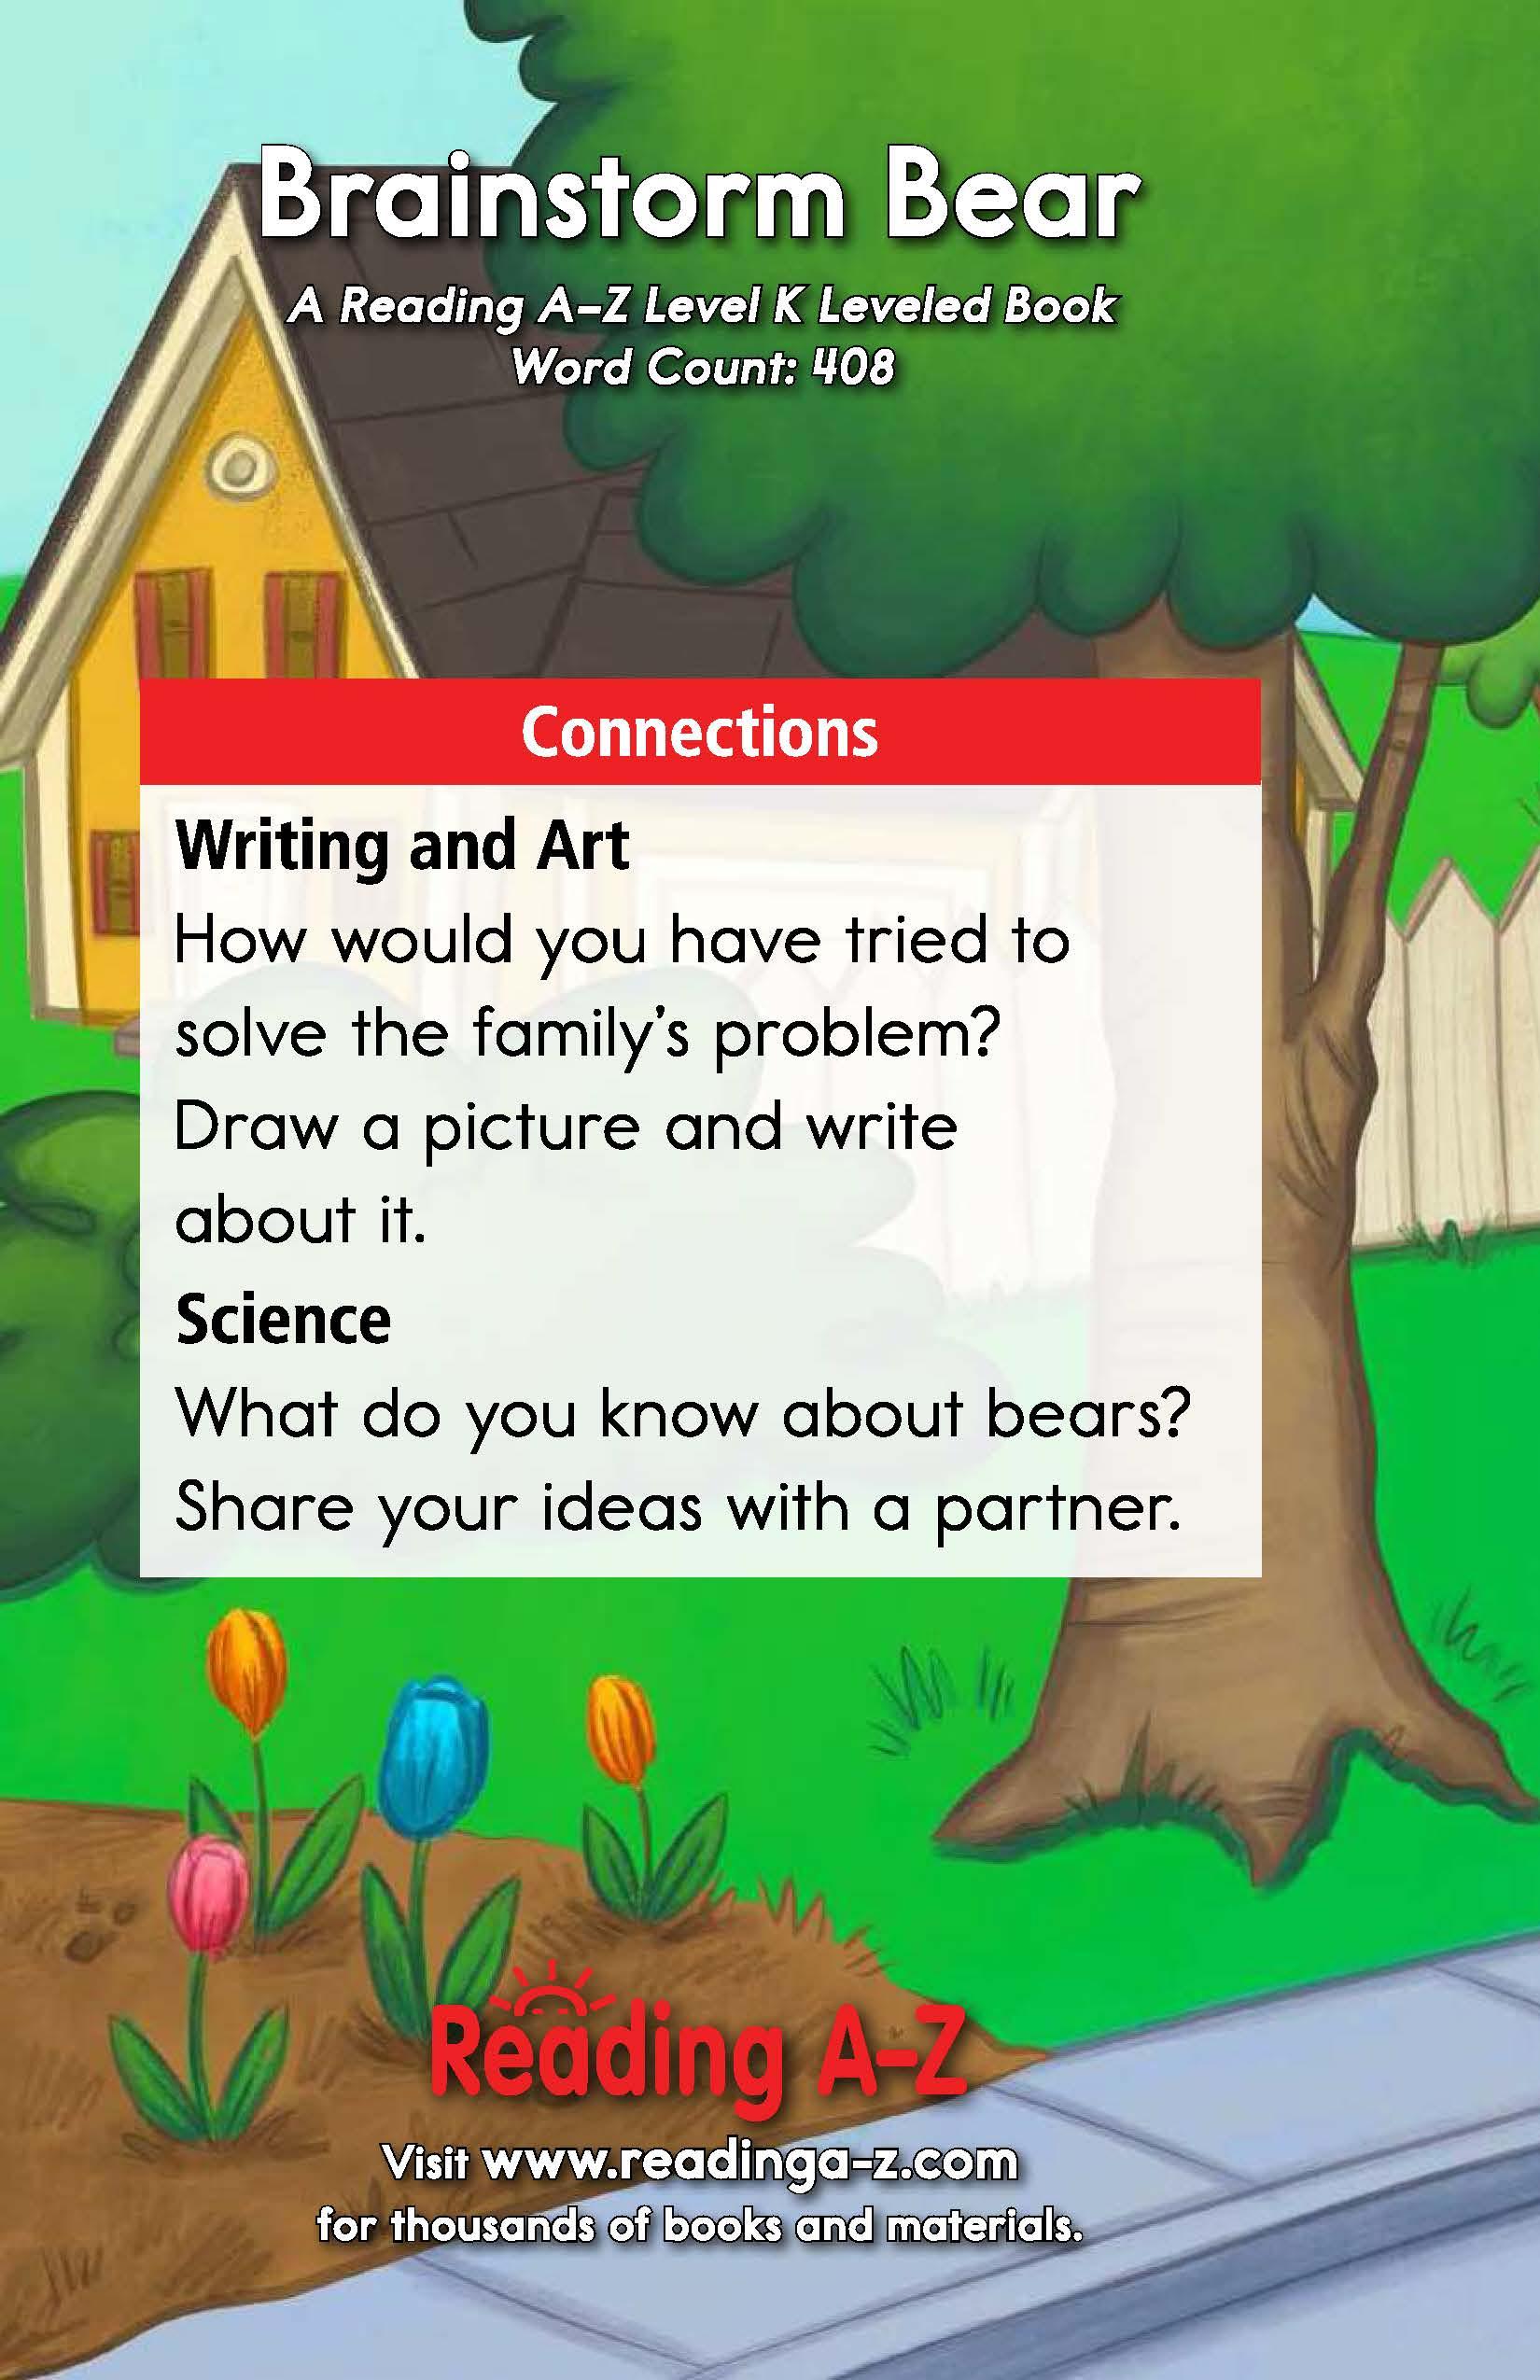 Brainstorm Bear
A Reading A–Z Level K Leveled Book
Word Count: 408
Connections
Writing and Art
How would you have tried to
solve the family’s problem?
Draw a picture and write
about it.
Science
What do you know about bears?
Share your ideas with a partner.
Reading A–Z
Visit www.readinga-z.com
for thousands of books and materials.